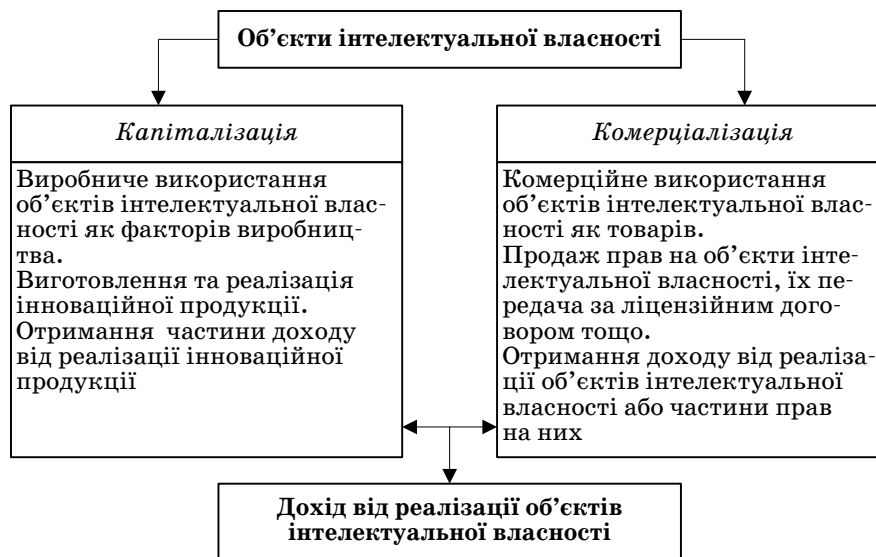 Об’єкти інтелектуальної власності
Капіталізація
Виробниче використання
об’єктів інтелектуальної влас-
ності як факторів виробниц-
тва.
Виготовлення та реалізація
інноваційної продукції.
Отримання частини доходу
від реалізації інноваційної
продукції
Комерціалізація
Комерційне використання
об’єктів інтелектуальної влас-
ності як товарів.
Продаж прав на об’єкти інте-
лектуальної власності, їх пе-
редача за ліцензійним дого-
вором тощо.
Отримання доходу від реаліза-
ції об’єктів інтелектуальної
власності або частини прав
на них
Дохід від реалізації об’єктів
інтелектуальної власності